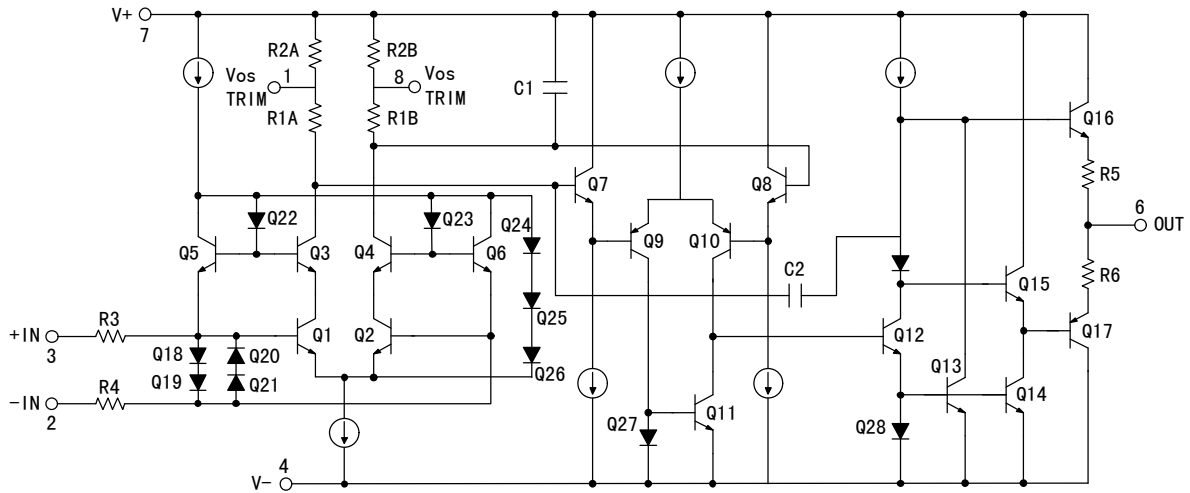 V+
7
R2A
R2B
Vos
TRIM
1
8
Vos
TRIM
C1
R1A
R1B
Q16
R5
Q7
Q8
6
OUT
Q22
Q23
Q24
Q5
Q3
Q4
Q6
Q9
Q10
R6
C2
Q15
Q25
+IN
3
R3
Q1
Q2
Q12
Q17
Q18
Q20
Q26
Q19
Q21
Q13
-IN
2
R4
Q14
Q27
Q11
Q28
V-
4